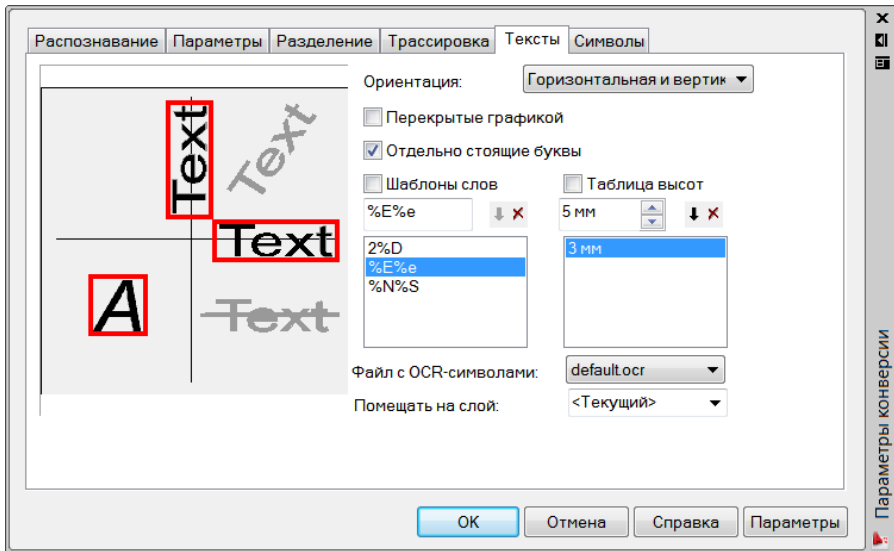 Распознавание Параметры Разделение Трассировка Тексты Символы
Ориентация: Горизонтальная и вертик
Перекрытые графикой
Отдельно стоящие буквы
Шаблоны слов Таблица высот
%E%e 5 мм
2%D 3 мм
%E%e
%N%S
Файл с OCR-символами: default.ocr
Помещать на слой: <Текущий>
Text
Text
Text
A
Text
OK Отмена Справка Параметры
Параметры конверсии